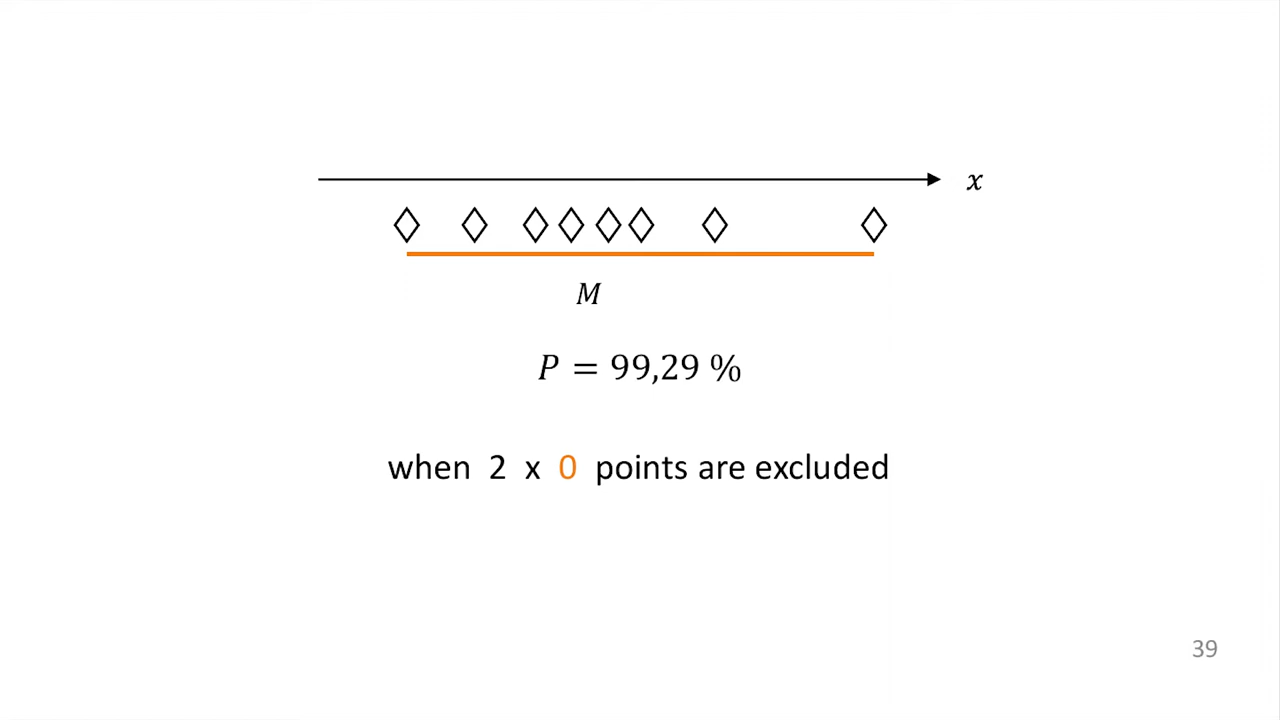 x
M
P = 99,29 %
when 2 x 0 points are excluded
39